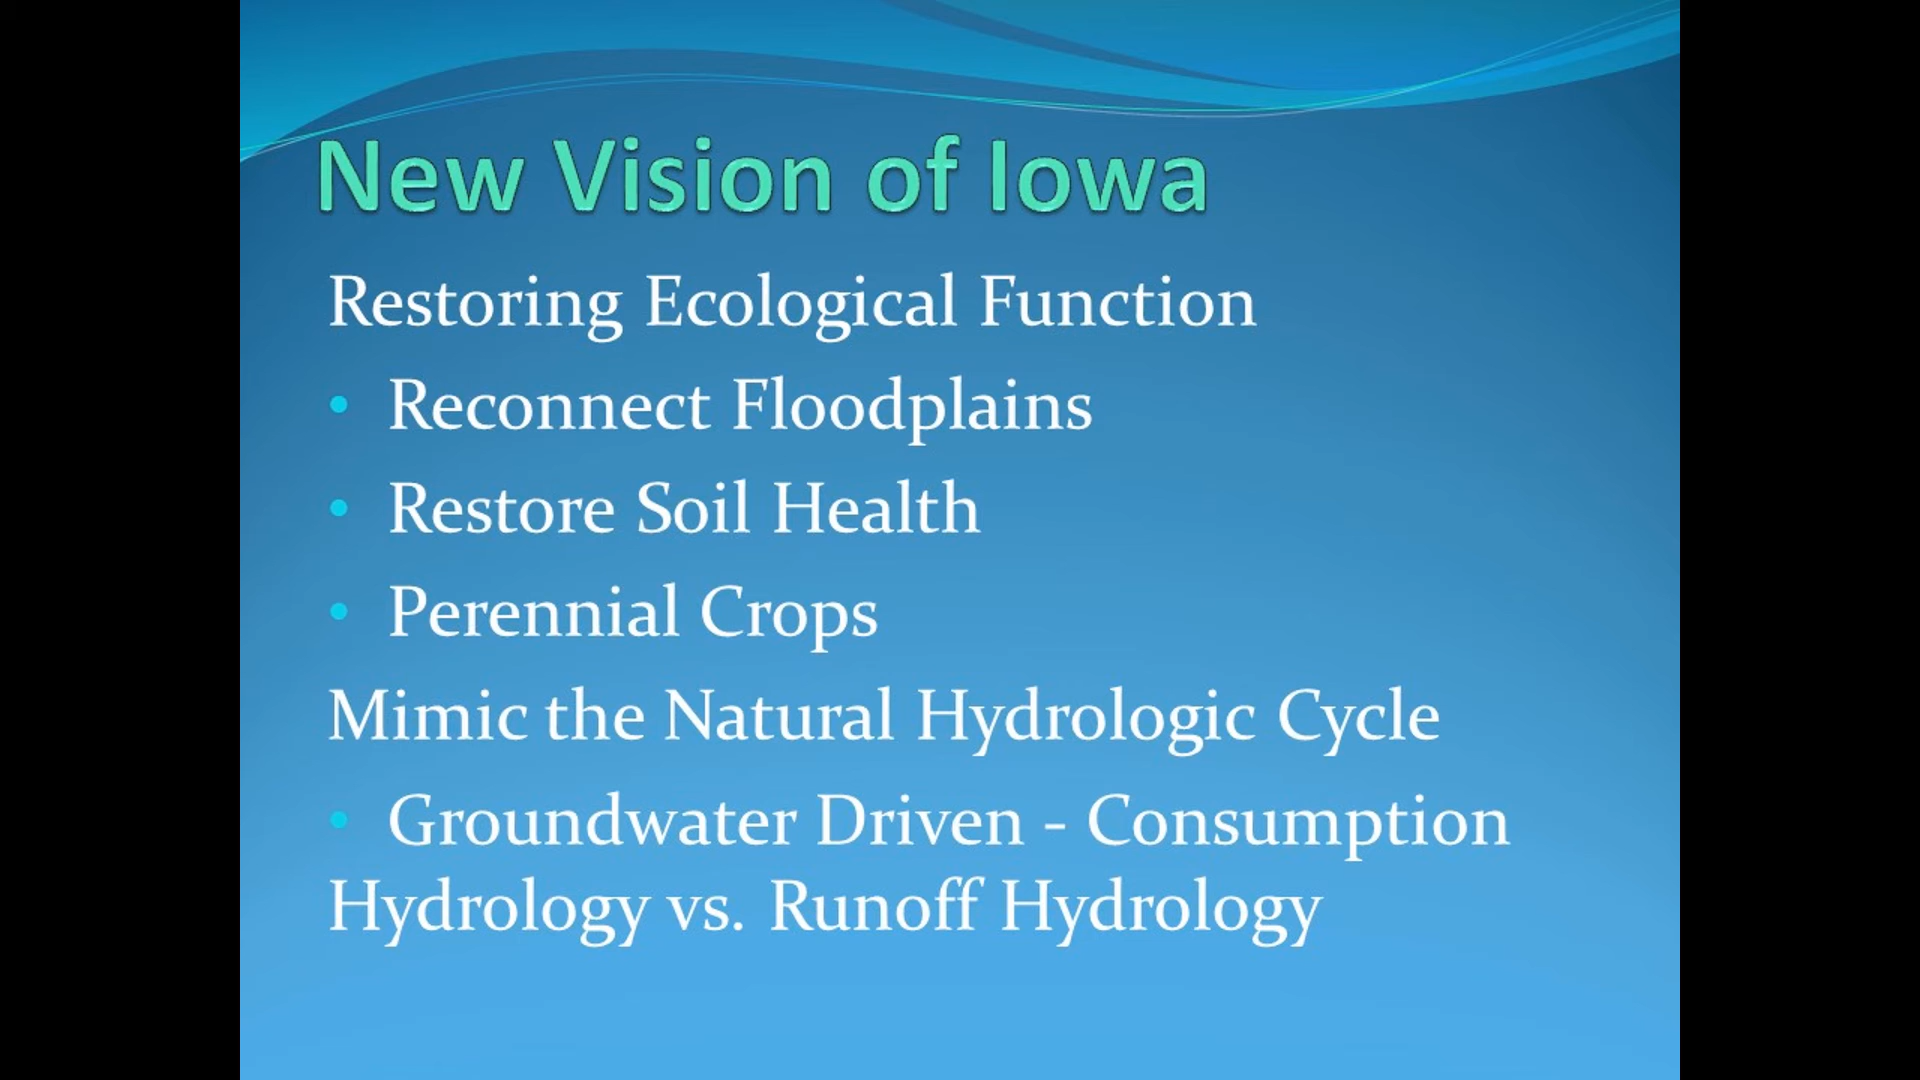 New Vision of Iowa
Restoring Ecological Function
• Reconnect Floodplains
• Restore Soil Health
• Perennial Crops
Mimic the Natural Hydrologic Cycle
• Groundwater Driven - Consumption
Hydrology vs. Runoff Hydrology